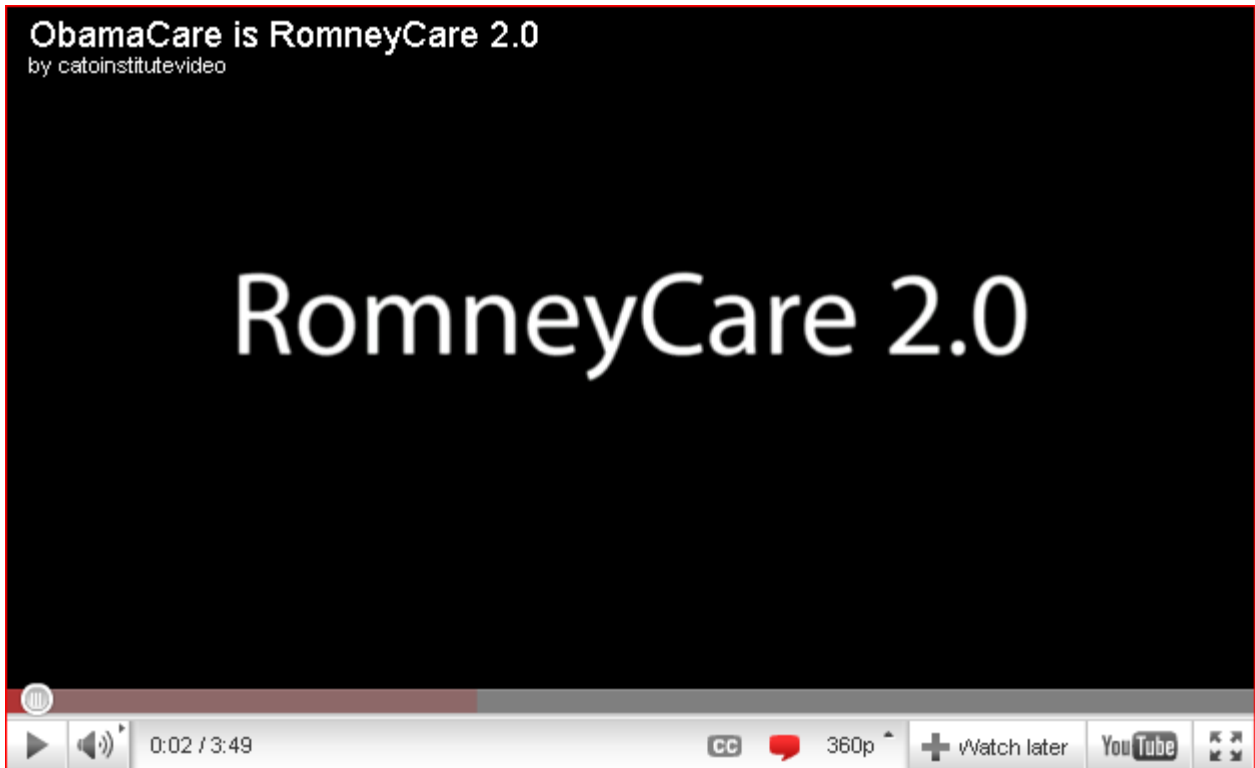 ObamaCare is RomneyCare 2.0
by catoinstitutevideo
RomneyCare 2.0
0:02 / 3:49 CC 360p Watch later YouTube